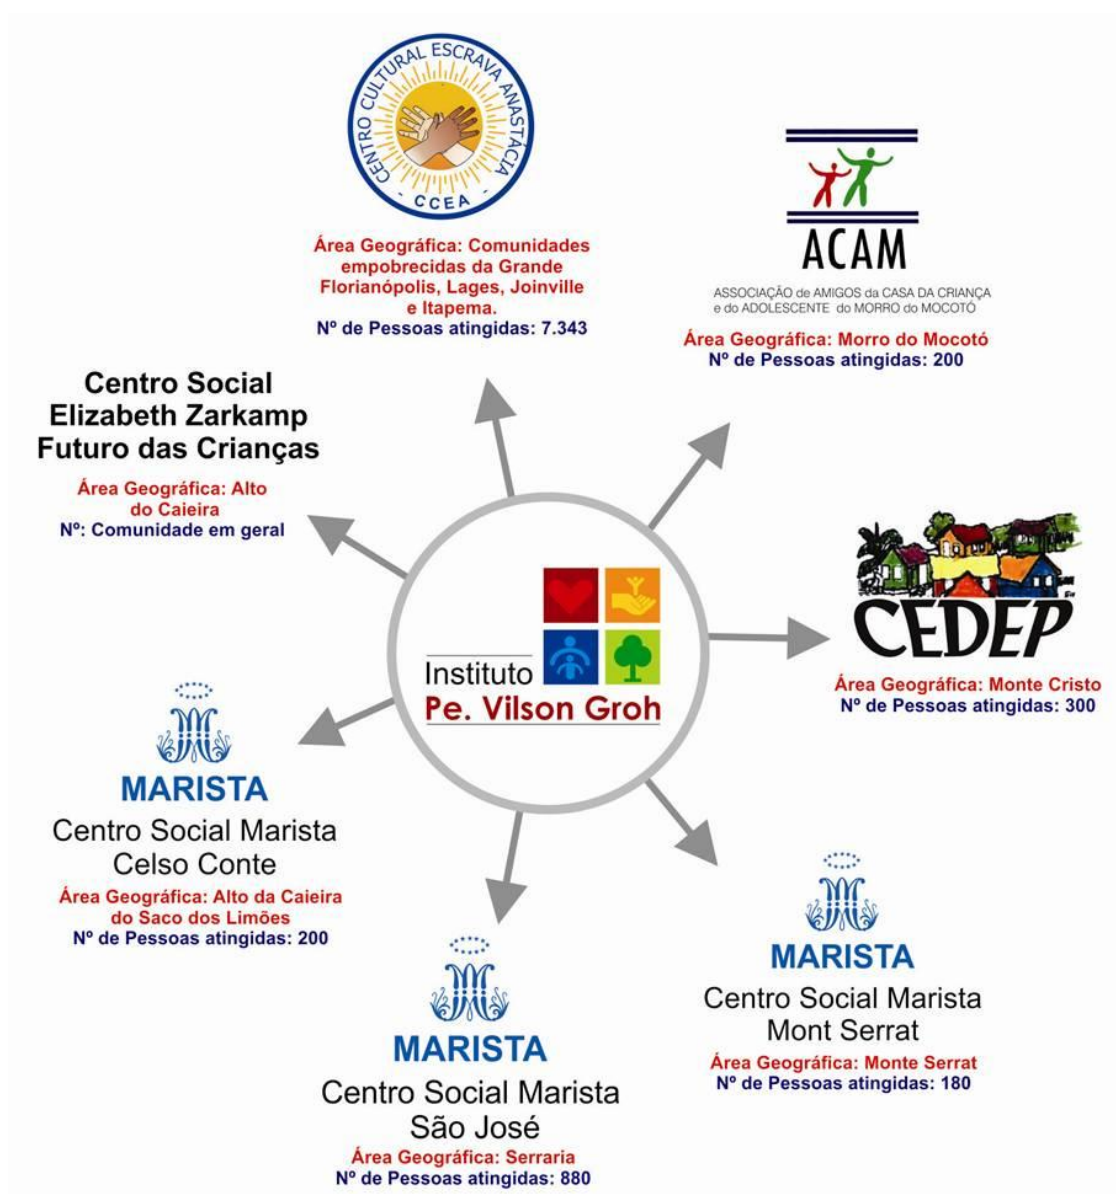 CENTRO CULTURAL ESCRAVA ANASTÁCIA
- CCEA -
Área Geográfica: Comunidades
empobrecidas da Grande
Florianópolis, Lages, Joinville
e Itapema.
Nº de Pessoas atingidas: 7.343
ACAM
ASSOCIAÇÃO de AMIGOS da CASA DA CRIANÇA
e do ADOLESCENTE do MORRO do MOCOTÓ
Área Geográfica: Morro do Mocotó
Nº de Pessoas atingidas: 200
Centro Social
Elizabeth Zarkamp
Futuro das Crianças
Área Geográfica: Alto
do Caieira
Nº: Comunidade em geral
CEDEP
Área Geográfica: Monte Cristo
Nº de Pessoas atingidas: 300
Instituto
Pe. Vilson Groh
MARISTA
Centro Social Marista
Celso Conte
Área Geográfica: Alto da Caieira
do Saco dos Limões
Nº de Pessoas atingidas: 200
MARISTA
Centro Social Marista
Mont Serrat
Área Geográfica: Monte Serrat
Nº de Pessoas atingidas: 180
MARISTA
Centro Social Marista
São José
Área Geográfica: Serraria
Nº de Pessoas atingidas: 880